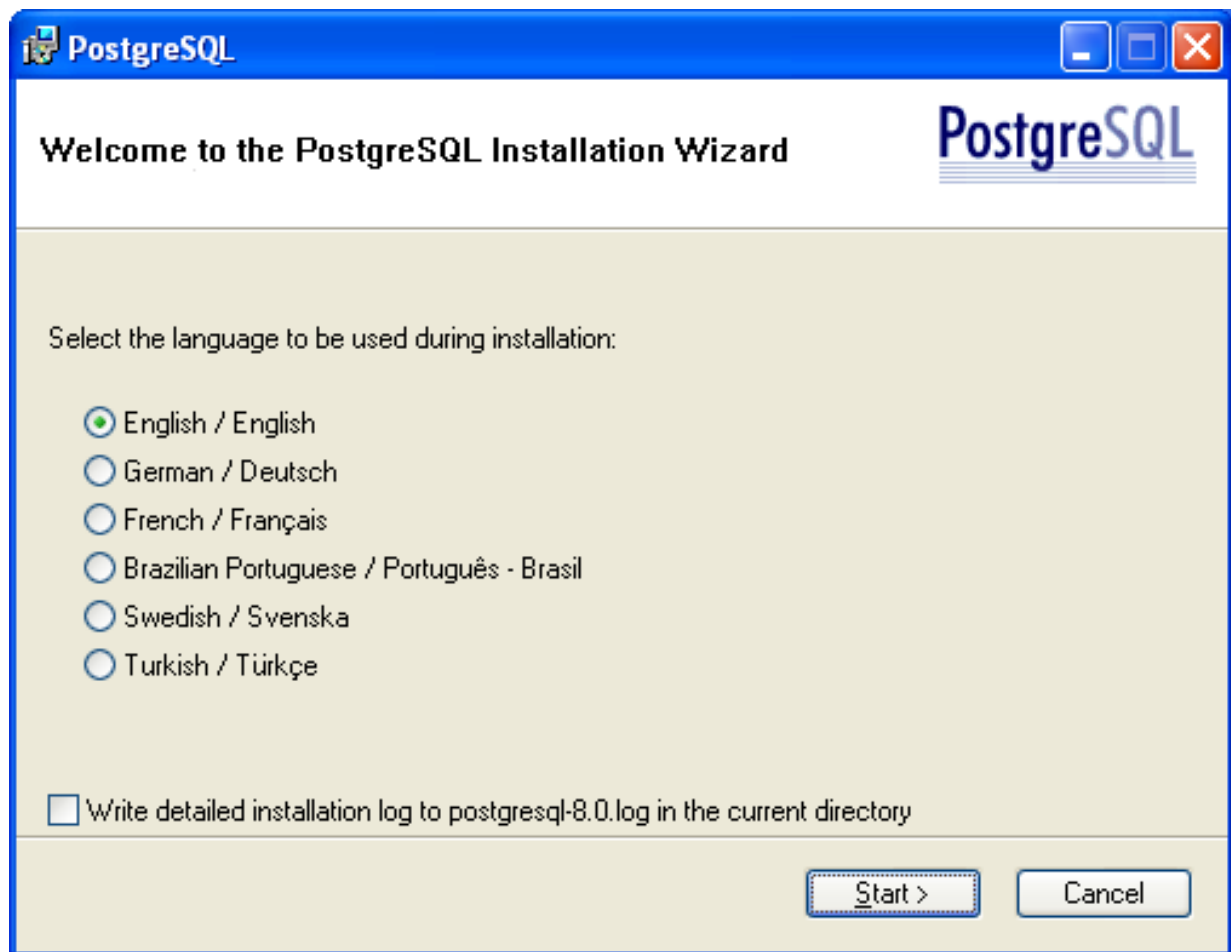 PostgreSQL
Welcome to the PostgreSQL Installation Wizard
PostgreSQL
Select the language to be used during installation:
English / English
German / Deutsch
French / Français
Brazilian Portuguese / Português - Brasil
Swedish / Svenska
Turkish / Türkçe
Write detailed installation log to postgresql-8.0.log in the current directory
Start >
Cancel